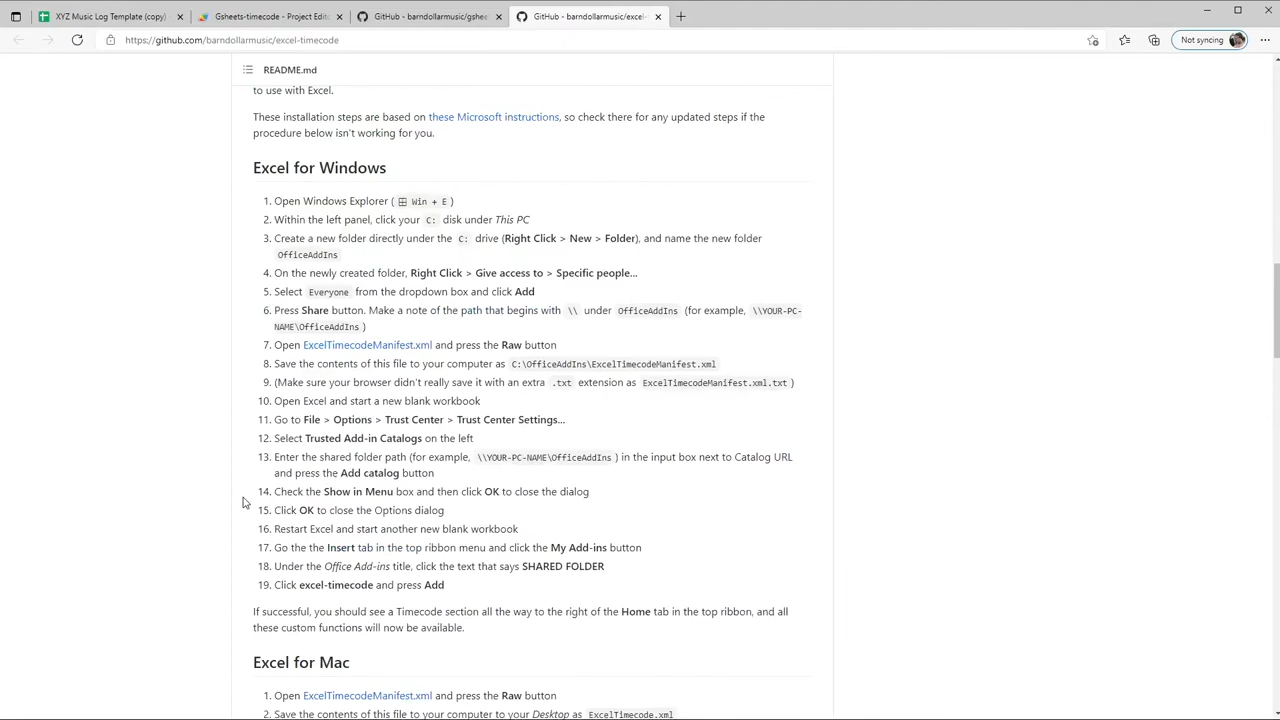 XYZ Music Log Template (copy)
Gsheets-timecode - Project Edit
GitHub - barndollarmusic/gshee
GitHub - barndollarmusic/excel-
https://github.com/barndollarmusic/excel-timecode
Not syncing
README.md
to use with Excel.
These installation steps are based on these Microsoft instructions, so check there for any updated steps if the
procedure below isn't working for you.
Excel for Windows
1. Open Windows Explorer ( Win + E )
2. Within the left panel, click your C: disk under This PC
3. Create a new folder directly under the C: drive (Right Click > New > Folder), and name the new folder
OfficeAddIns
4. On the newly created folder, Right Click > Give access to > Specific people...
5. Select Everyone from the dropdown box and click Add
6. Press Share button. Make a note of the path that begins with \\ under OfficeAddIns (for example, \\YOUR-PC-
NAME\OfficeAddIns )
7. Open ExcelTimecodeManifest.xml and press the Raw button
8. Save the contents of this file to your computer as C:\OfficeAddIns\ExcelTimecodeManifest.xml
9. (Make sure your browser didn't really save it with an extra .txt extension as ExcelTimecodeManifest.xml.txt )
10. Open Excel and start a new blank workbook
11. Go to File > Options > Trust Center > Trust Center Settings...
12. Select Trusted Add-in Catalogs on the left
13. Enter the shared folder path (for example, \\YOUR-PC-NAME\OfficeAddIns ) in the input box next to Catalog URL
and press the Add catalog button
14. Check the Show in Menu box and then click OK to close the dialog
15. Click OK to close the Options dialog
16. Restart Excel and start another new blank workbook
17. Go the the Insert tab in the top ribbon menu and click the My Add-ins button
18. Under the Office Add-ins title, click the text that says SHARED FOLDER
19. Click excel-timecode and press Add
If successful, you should see a Timecode section all the way to the right of the Home tab in the top ribbon, and all
these custom functions will now be available.
Excel for Mac
1. Open ExcelTimecodeManifest.xml and press the Raw button
2. Save the contents of this file to your computer to your Desktop as ExcelTimecode.xml